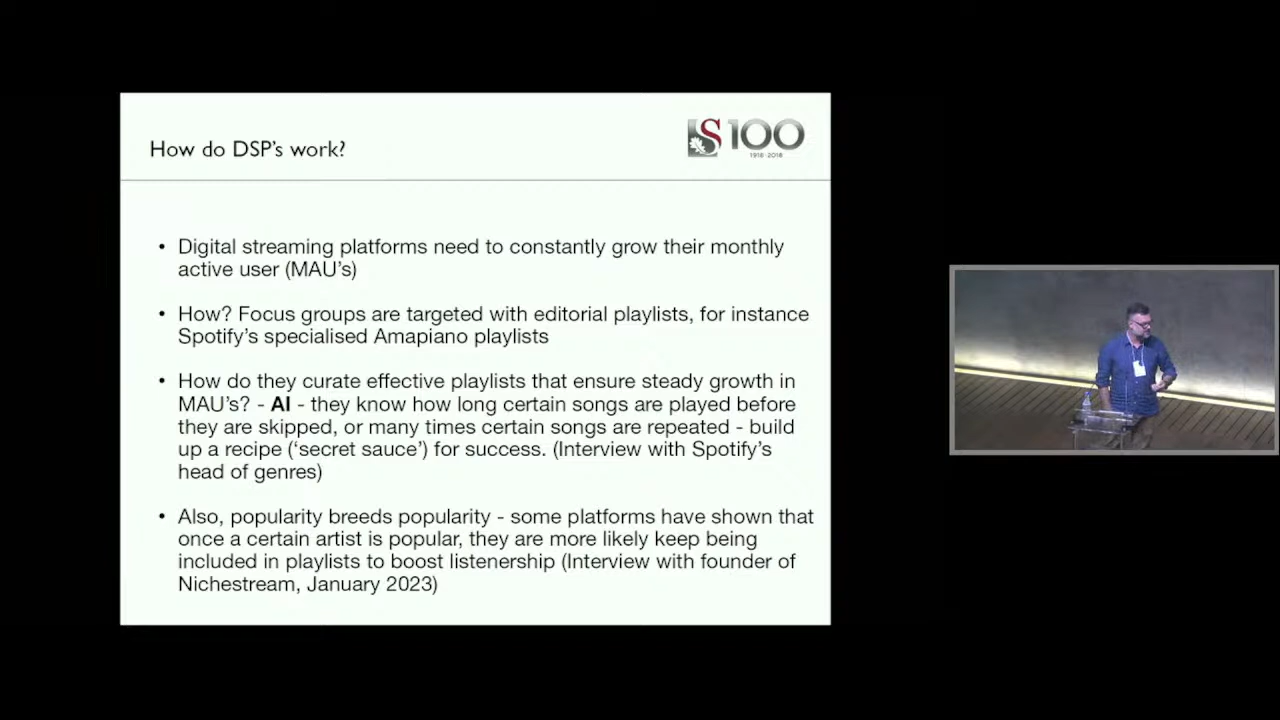 How do DSP's work?
S100
1918 · 2018
• Digital streaming platforms need to constantly grow their monthly
active user (MAU's)
• How? Focus groups are targeted with editorial playlists, for instance
Spotify's specialised Amapiano playlists
• How do they curate effective playlists that ensure steady growth in
MAU's? - AI - they know how long certain songs are played before
they are skipped, or many times certain songs are repeated - build
up a recipe ('secret sauce') for success. (Interview with Spotify's
head of genres)
• Also, popularity breeds popularity - some platforms have shown that
once a certain artist is popular, they are more likely keep being
included in playlists to boost listenership (Interview with founder of
Nichestream, January 2023)